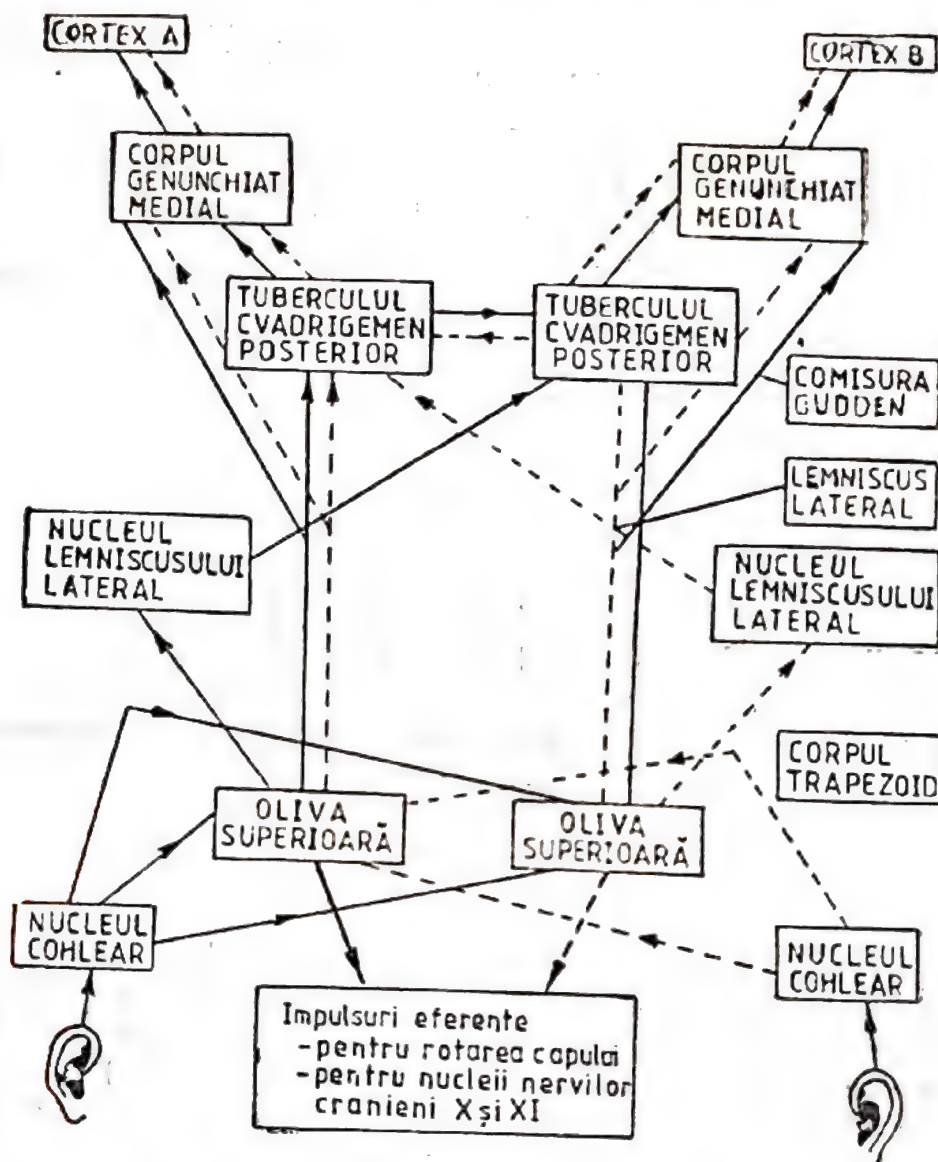 CORTEX A
CORTEX B
CORPUL
GENUNCHIAT
MEDIAL
CORPUL
GENUNCHIAT
MEDIAL
TUBERCULUL
CVADRIGEMEN
POSTERIOR
TUBERCULUL
CVADRIGEMEN
POSTERIOR
COMISURA
GUDDEN
LEMNISCUS
LATERAL
NUCLEUL
LEMNISCUSULUI
LATERAL
NUCLEUL
LEMNISCUSULUI
LATERAL
CORPUL
TRAPEZOID
OLIVA
SUPERIOARĂ
OLIVA
SUPERIOARĂ
NUCLEUL
COHLEAR
NUCLEUL
COHLEAR
Impulsuri eferente
-pentru rotarea capului
-pentru nucleii nervilor
cranieni X și XI